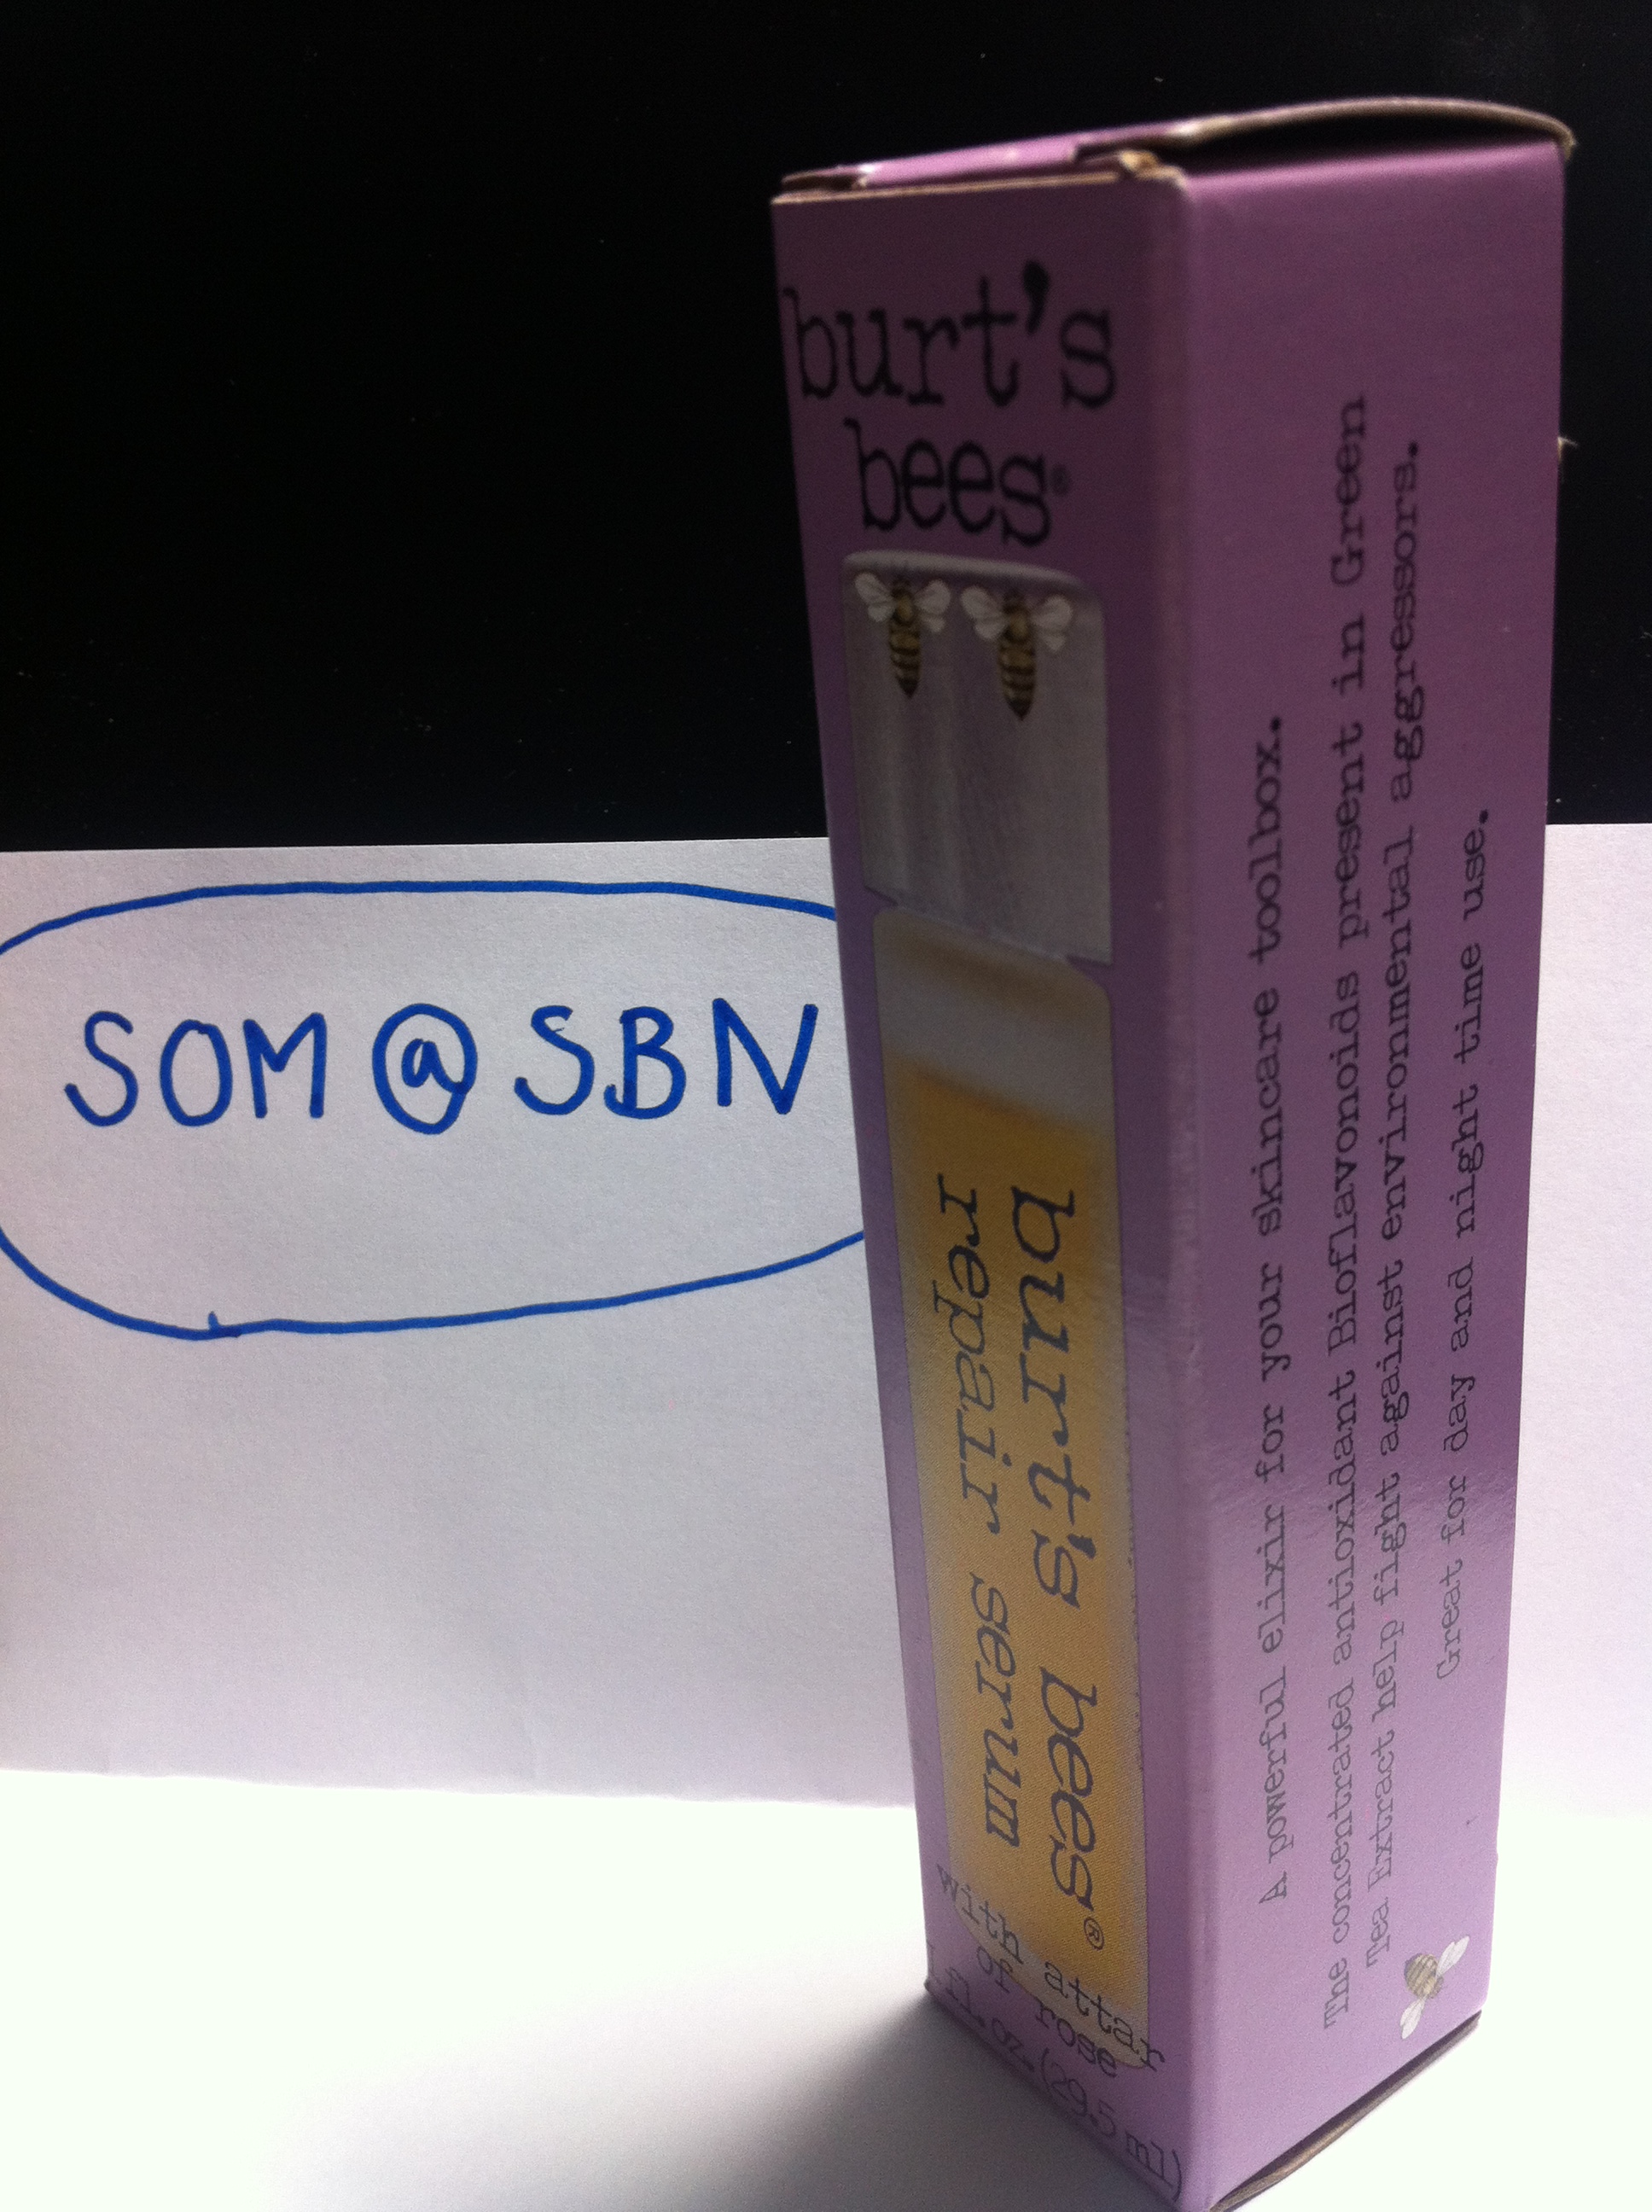 burt's
bees®
SOM @ SBN
burt's bees®
repair serum
with attar
of rose
fl. oz. (29.5 ml)
A powerful elixir for your skincare toolbox.
The concentrated antioxidant Bioflavonoids present in Green
Tea Extract help fight against environmental aggressors.
Great for day and night time use.